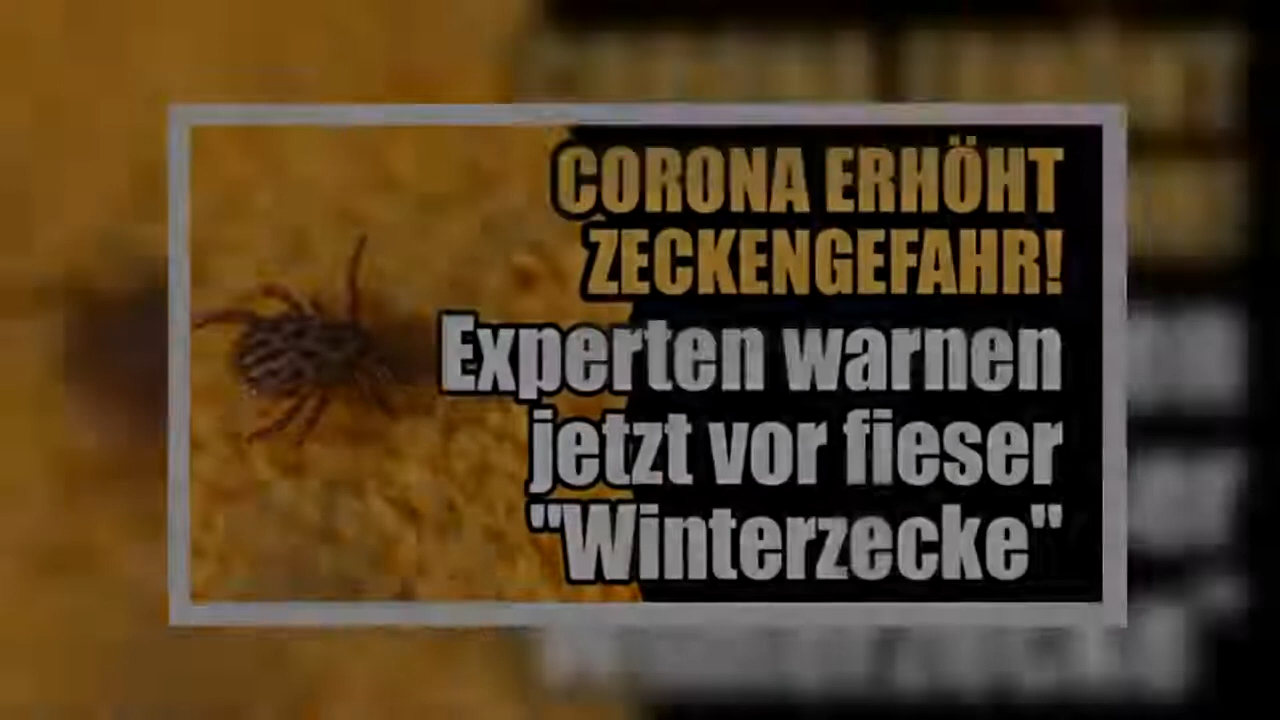 CORONA ERHÖHT
ZECKENGEFAHR!
Experten warnen
jetzt vor fieser
"Winterzecke"